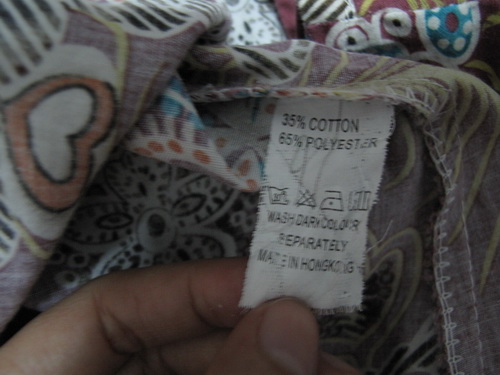 35% COTTON
65% POLYESTER
WASH DARK COLOUR
SEPARATELY
MADE IN HONGKONG